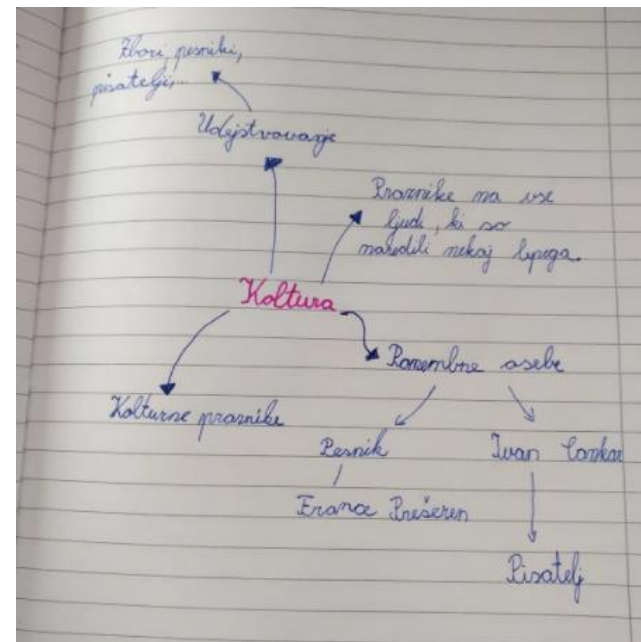 Zbori, pesniki,
pisatelji,...
Udejstvovanje
Praznike na vse
ljudi, ki so
naredili nekaj lepega.
Koltura
Pomembne osebe
Kolturne praznike
Pesnik
Ivan Cankar
France Prešeren
Pisatelj